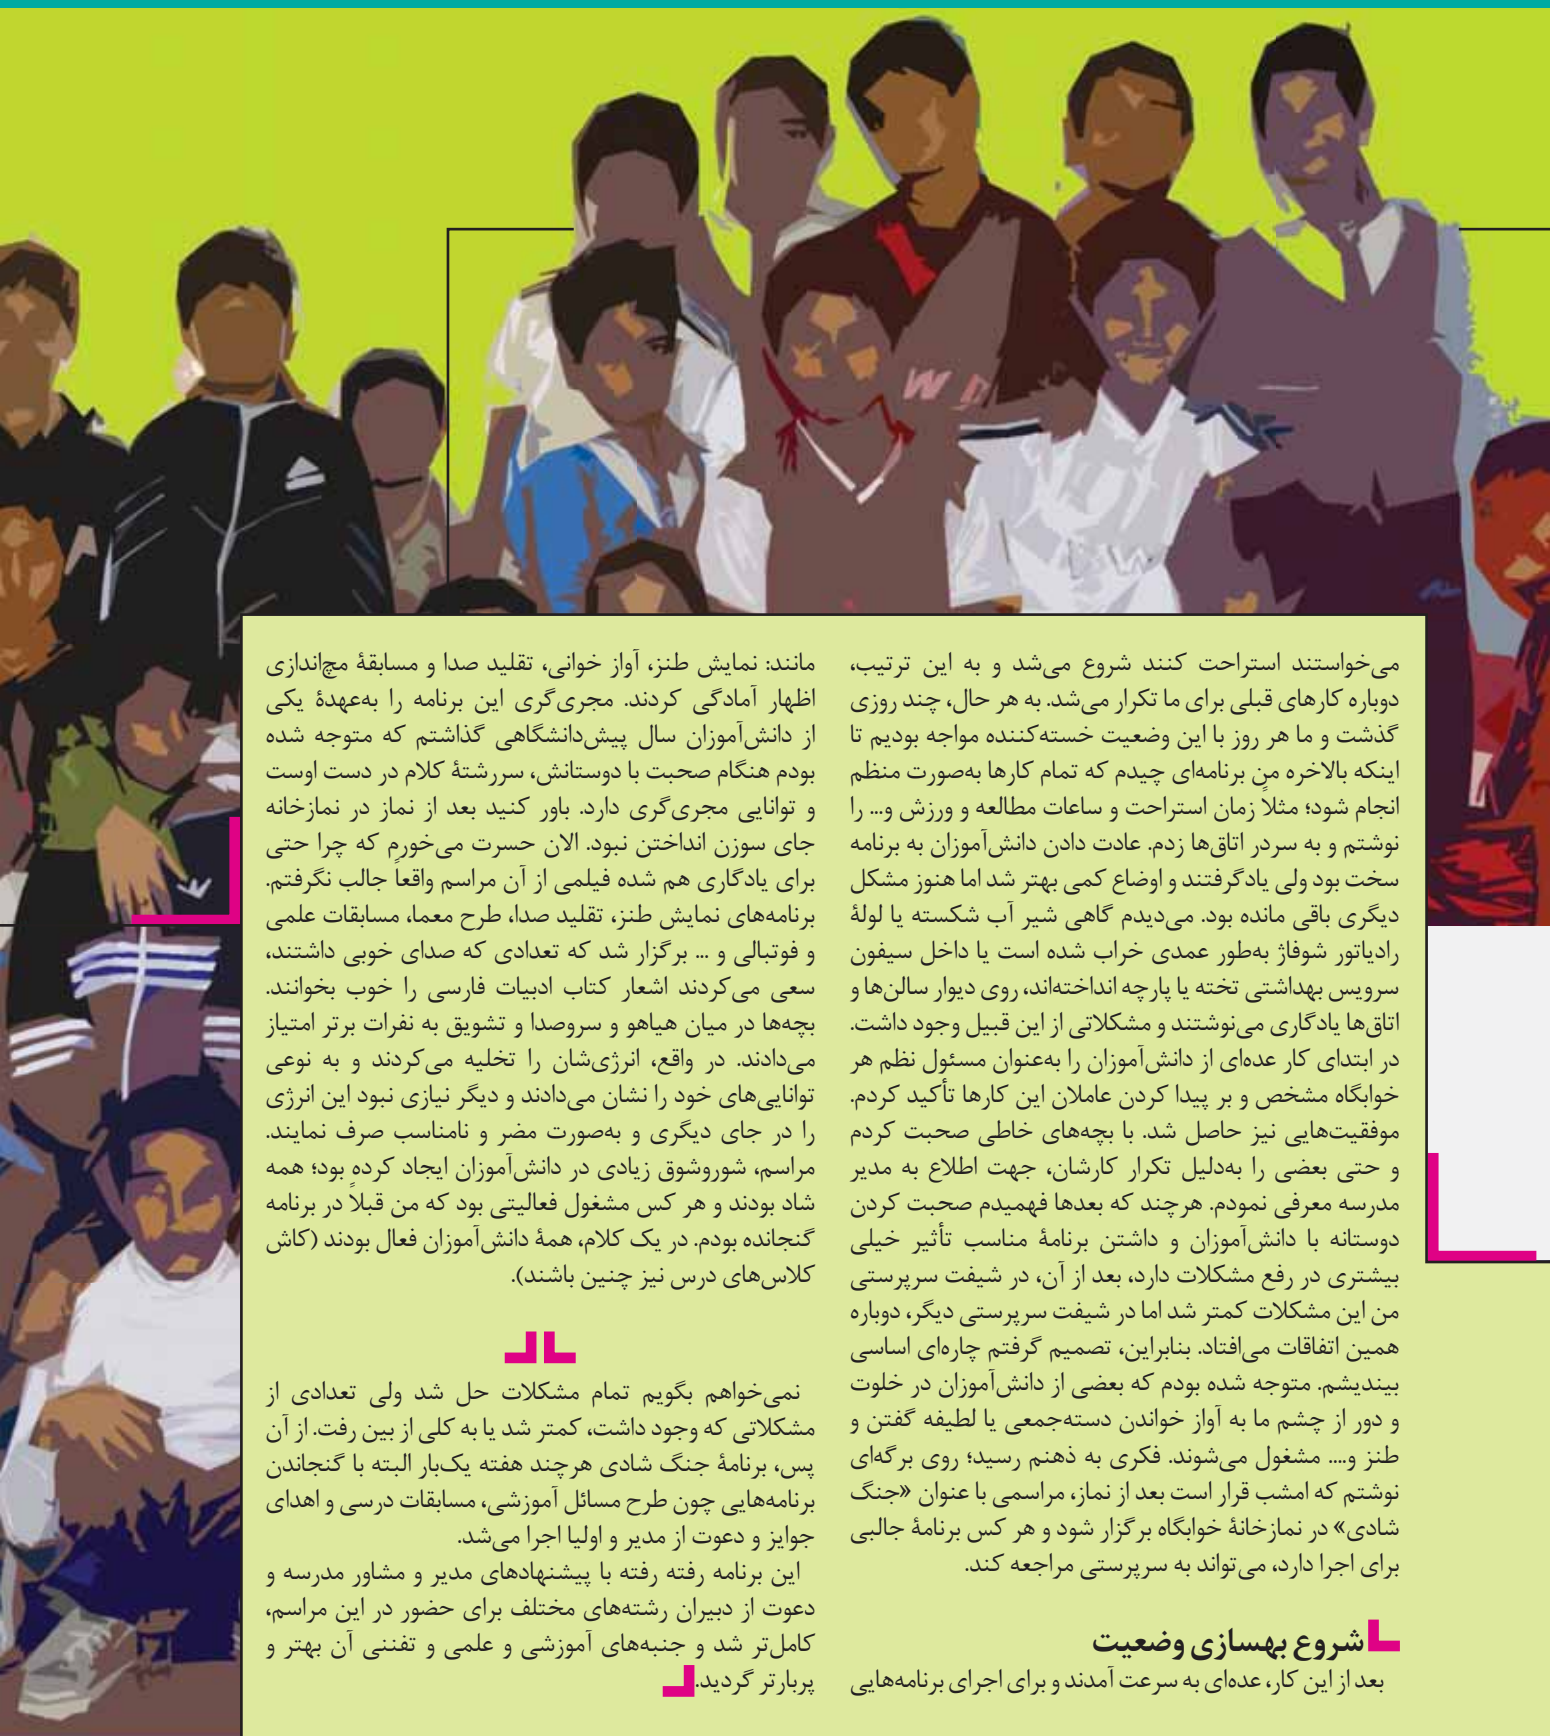 می‌خواستند استراحت کنند شروع می‌شد و به این ترتیب،
دوباره کارهای قبلی برای ما تکرار می‌شد. به هر حال، چند روزی
گذشت و ما هر روز با این وضعیت خسته‌کننده مواجه بودیم تا
اینکه بالاخره من برنامه‌ای چیدم که تمام کارها به‌صورت منظم
انجام شود؛ مثلاً زمان استراحت و ساعات مطالعه و ورزش و... را
نوشتم و به سردر اتاق‌ها زدم. عادت دادن دانش‌آموزان به برنامه
سخت بود ولی یادگرفتند و اوضاع کمی بهتر شد اما هنوز مشکل
دیگری باقی مانده بود. می‌دیدم گاهی شیر آب شکسته یا لولهٔ
رادیاتور شوفاژ به‌طور عمدی خراب شده است یا داخل سیفون
سرویس بهداشتی تخته یا پارچه انداخته‌اند، روی دیوار سالن‌ها و
اتاق‌ها یادگاری می‌نوشتند و مشکلاتی از این قبیل وجود داشت.
در ابتدای کار عده‌ای از دانش‌آموزان را به‌عنوان مسئول نظم هر
خوابگاه مشخص و بر پیدا کردن عاملان این کارها تأکید کردم.
موفقیت‌هایی نیز حاصل شد. با بچه‌های خاطی صحبت کردم
و حتی بعضی را به‌دلیل تکرار کارشان، جهت اطلاع به مدیر
مدرسه معرفی نمودم. هرچند که بعدها فهمیدم صحبت کردن
دوستانه با دانش‌آموزان و داشتن برنامهٔ مناسب تأثیر خیلی
بیشتری در رفع مشکلات دارد، بعد از آن، در شیفت سرپرستی
من این مشکلات کمتر شد اما در شیفت سرپرستی دیگر، دوباره
همین اتفاقات می‌افتاد. بنابراین، تصمیم گرفتم چاره‌ای اساسی
بیندیشم. متوجه شده بودم که بعضی از دانش‌آموزان در خلوت
و دور از چشم ما به آواز خواندن دسته‌جمعی یا لطیفه گفتن و
طنز و.... مشغول می‌شوند. فکری به ذهنم رسید؛ روی برگه‌ای
نوشتم که امشب قرار است بعد از نماز، مراسمی با عنوان «جنگ
شادی» در نمازخانهٔ خوابگاه برگزار شود و هر کس برنامهٔ جالبی
برای اجرا دارد، می‌تواند به سرپرستی مراجعه کند.
شروع بهسازی وضعیت
بعد از این کار، عده‌ای به سرعت آمدند و برای اجرای برنامه‌هایی
مانند: نمایش طنز، آواز خوانی، تقلید صدا و مسابقهٔ مچ‌اندازی
اظهار آمادگی کردند. مجری‌گری این برنامه را به‌عهدهٔ یکی
از دانش‌آموزان سال پیش‌دانشگاهی گذاشتم که متوجه شده
بودم هنگام صحبت با دوستانش، سررشتهٔ کلام در دست اوست
و توانایی مجری‌گری دارد. باور کنید بعد از نماز در نمازخانه
جای سوزن انداختن نبود. الان حسرت می‌خورم که چرا حتی
برای یادگاری هم شده فیلمی از آن مراسم واقعاً جالب نگرفتم.
برنامه‌های نمایش طنز، تقلید صدا، طرح معما، مسابقات علمی
و فوتبالی و ... برگزار شد که تعدادی که صدای خوبی داشتند،
سعی می‌کردند اشعار کتاب ادبیات فارسی را خوب بخوانند.
بچه‌ها در میان هیاهو و سروصدا و تشویق به نفرات برتر امتیاز
می‌دادند. در واقع، انرژی‌شان را تخلیه می‌کردند و به نوعی
توانایی‌های خود را نشان می‌دادند و دیگر نیازی نبود این انرژی
را در جای دیگری و به‌صورت مضر و نامناسب صرف نمایند.
مراسم، شوروشوق زیادی در دانش‌آموزان ایجاد کرده بود؛ همه
شاد بودند و هر کس مشغول فعالیتی بود که من قبلاً در برنامه
گنجانده بودم. در یک کلام، همهٔ دانش‌آموزان فعال بودند (کاش
کلاس‌های درس نیز چنین باشند).
نمی‌خواهم بگویم تمام مشکلات حل شد ولی تعدادی از
مشکلاتی که وجود داشت، کمتر شد یا به کلی از بین رفت. از آن
پس، برنامهٔ جنگ شادی هرچند هفته یک‌بار البته با گنجاندن
برنامه‌هایی چون طرح مسائل آموزشی، مسابقات درسی و اهدای
جوایز و دعوت از مدیر و اولیا اجرا می‌شد.
این برنامه رفته رفته با پیشنهادهای مدیر و مشاور مدرسه و
دعوت از دبیران رشته‌های مختلف برای حضور در این مراسم،
کامل‌تر شد و جنبه‌های آموزشی و علمی و تفننی آن بهتر و
پربارتر گردید.